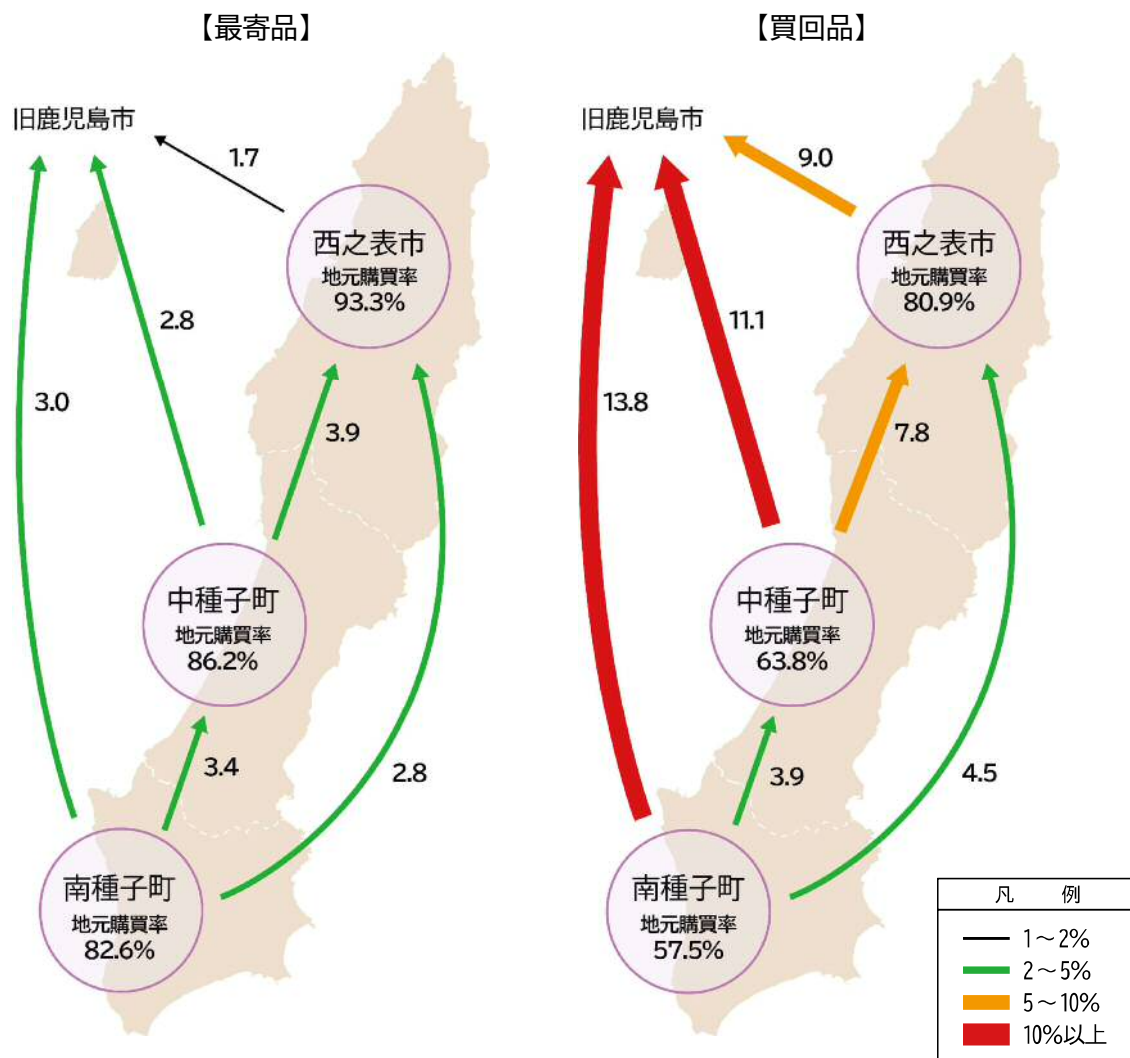 【最寄品】
旧鹿児島市
1.7
西之表市
地元購買率
93.3%
2.8
3.0
3.9
中種子町
地元購買率
86.2%
3.4
2.8
南種子町
地元購買率
82.6%
【買回品】
旧鹿児島市
9.0
西之表市
地元購買率
80.9%
11.1
13.8
7.8
中種子町
地元購買率
63.8%
3.9
4.5
南種子町
地元購買率
57.5%
凡 例
1～2%
2～5%
5～10%
10%以上